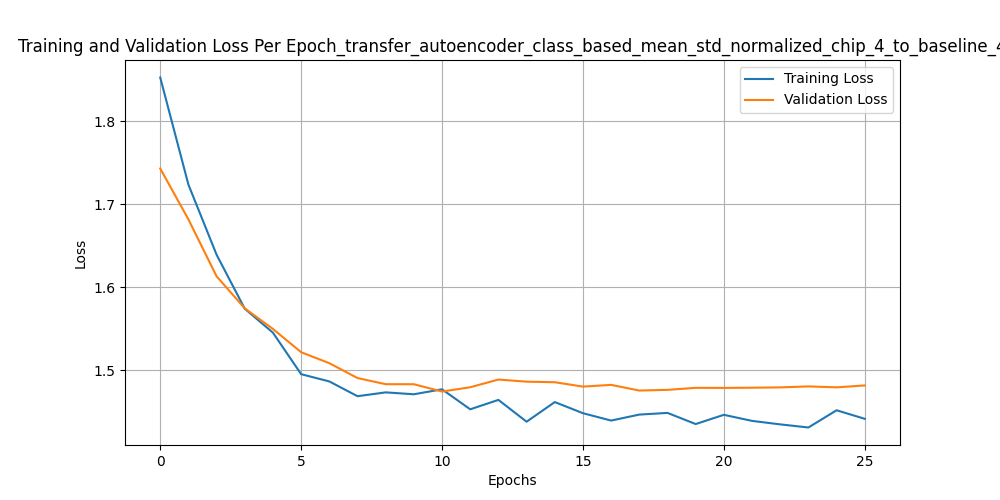 Training and Validation Loss Per Epoch_transfer_autoencoder_class_based_mean_std_normalized_chip_4_to_baseline_4
Training Loss
Validation Loss
1.8
1.7
1.6
1.5
Loss
0 5 10 15 20 25
Epochs